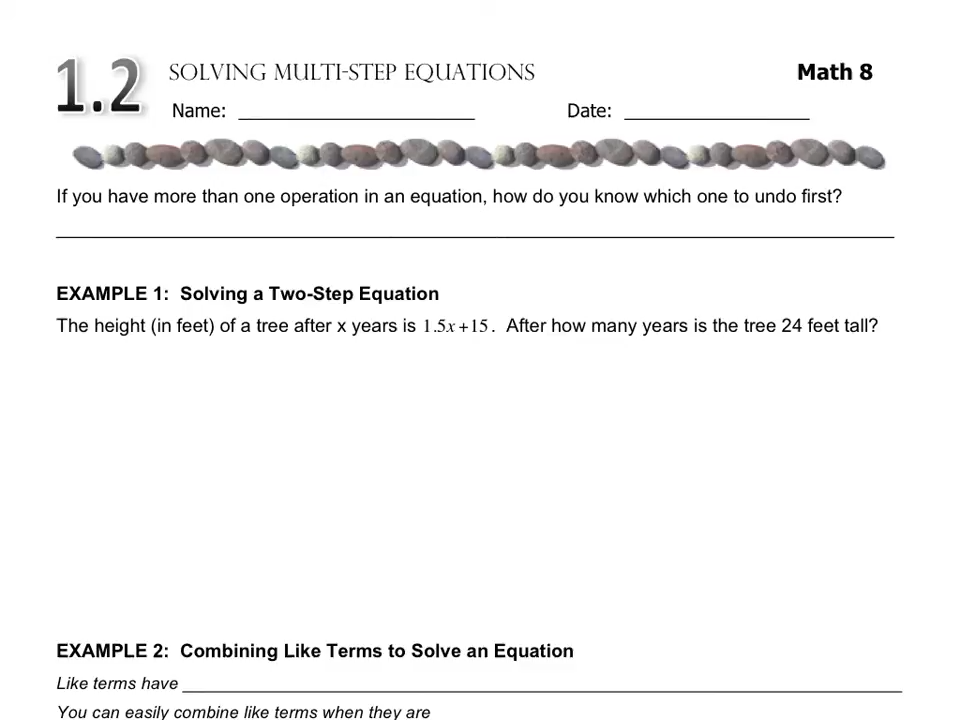 1.2 SOLVING MULTI-STEP EQUATIONS Math 8
Name: ______________________ Date: __________________
If you have more than one operation in an equation, how do you know which one to undo first?
EXAMPLE 1: Solving a Two-Step Equation
The height (in feet) of a tree after x years is 1.5x+15. After how many years is the tree 24 feet tall?
EXAMPLE 2: Combining Like Terms to Solve an Equation
Like terms have ______________________
You can easily combine like terms when they are